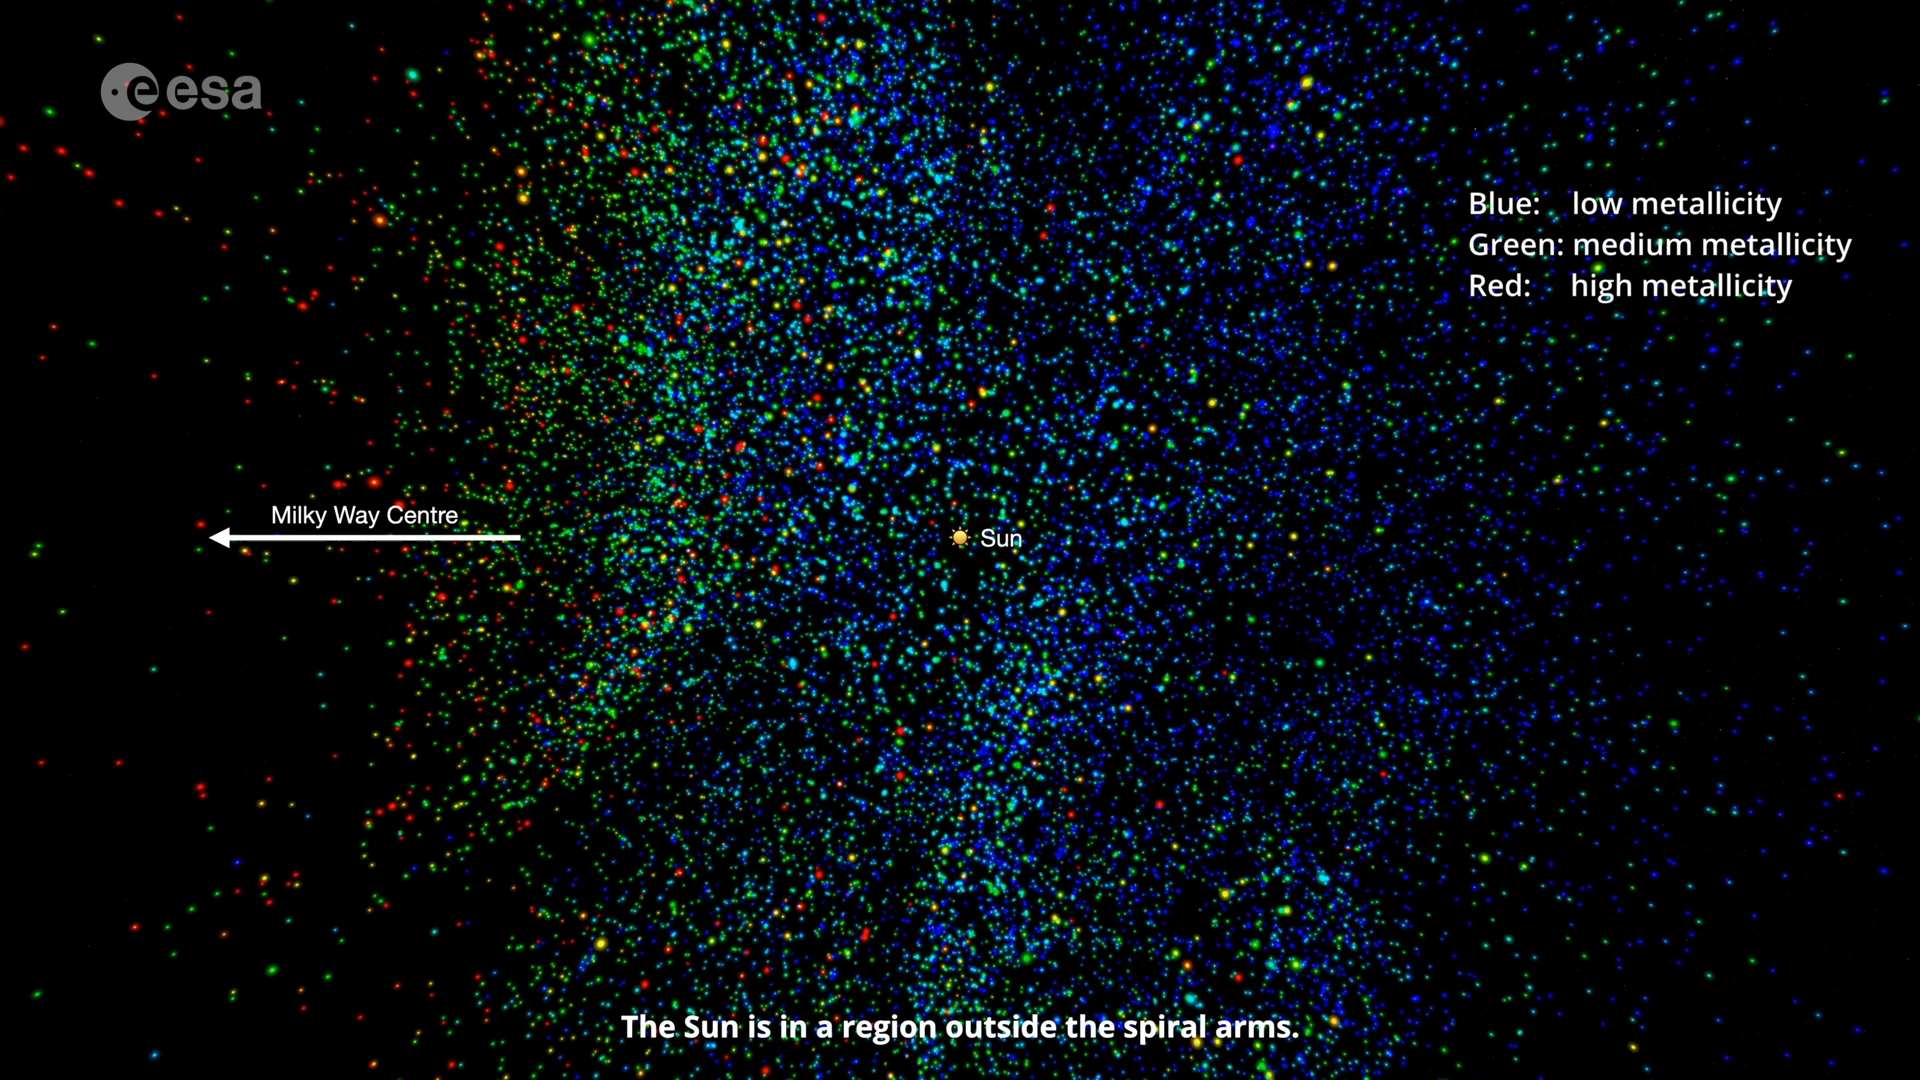 esa
Blue: low metallicity
Green: medium metallicity
Red: high metallicity
Milky Way Centre
Sun
The Sun is in a region outside the spiral arms.